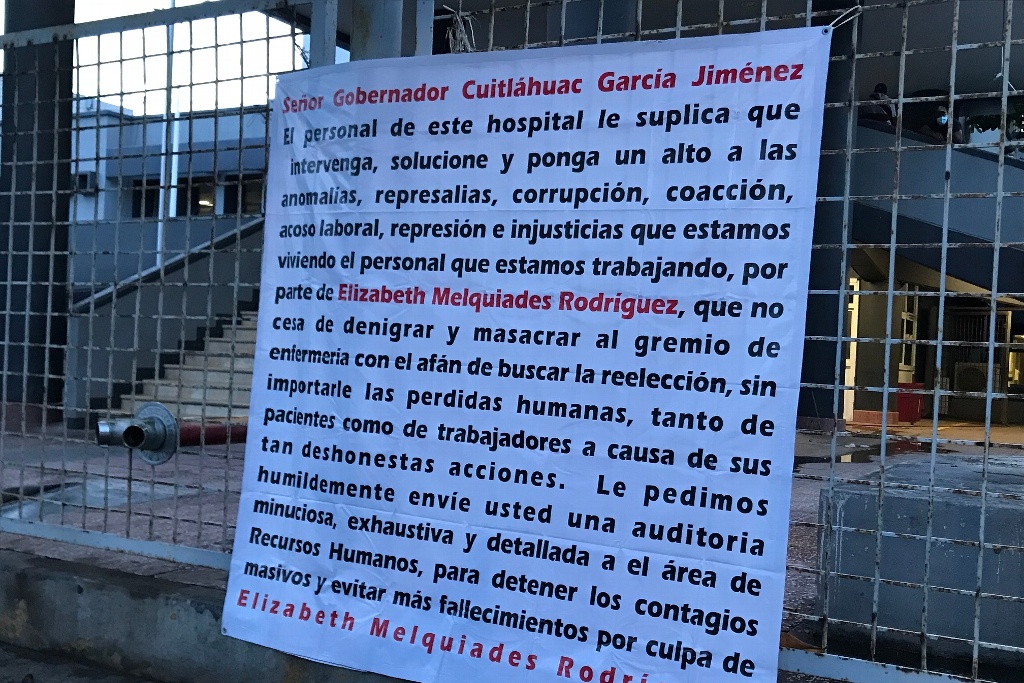 Señor Gobernador Cuitláhuac García Jiménez
El personal de este hospital le suplica que
intervenga, solucione y ponga un alto a las
anomalías, represalias, corrupción, coacción,
acoso laboral, represión e injusticias que estamos
viviendo el personal que estamos trabajando, por
parte de Elizabeth Melquiades Rodríguez, que no
cesa de denigrar y masacrar al gremio de
enfermería con el afán de buscar la reelección, sin
importarle las perdidas humanas, tanto de
pacientes como de trabajadores a causa de sus
tan deshonestas acciones. Le pedimos
humildemente envíe usted una auditoria
minuciosa, exhaustiva y detallada a el área de
Recursos Humanos, para detener los contagios
masivos y evitar más fallecimientos por culpa de
Elizabeth Melquiades